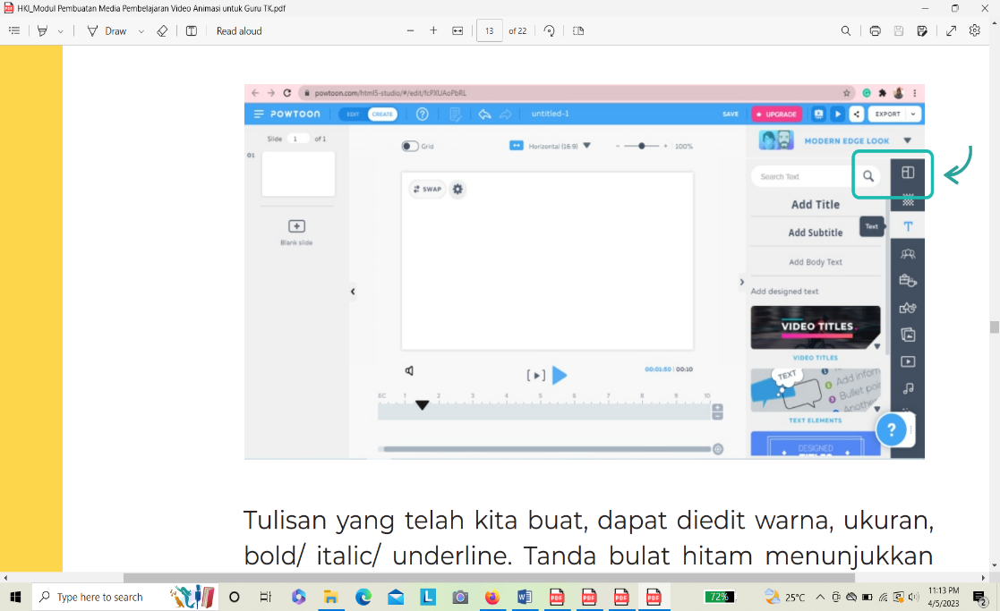 HKI_Modul Pembuatan Media Pembelajaran Video Animasi untuk Guru TK.pdf
Draw
Read aloud
13
of 22
powtoon.com/html5-studio/#/edit/fcPXUAoPbRL
POWTOON
EDIT
CREATE
untitled-1
SAVE
UPGRADE
EXPORT
Slide 1 of 1
Grid
Horizontal (16:9)
100%
MODERN EDGE LOOK
01
SWAP
Search Text
Add Title
Text
Add Subtitle
Blank slide
Add Body Text
Add designed text
VIDEO TITLES
VIDEO TITLES
00:01:50 | 00:10
TEXT
Add inform
Bullet poi
Another
EC 1 2 3 4 5 6 7 8 9 10
TEXT ELEMENTS
DESIGNED
TITLES
?
Tulisan yang telah kita buat, dapat diedit warna, ukuran,
bold/ italic/ underline. Tanda bulat hitam menunjukkan
Type here to search
72%
25°C
11:13 PM
4/5/2023
2